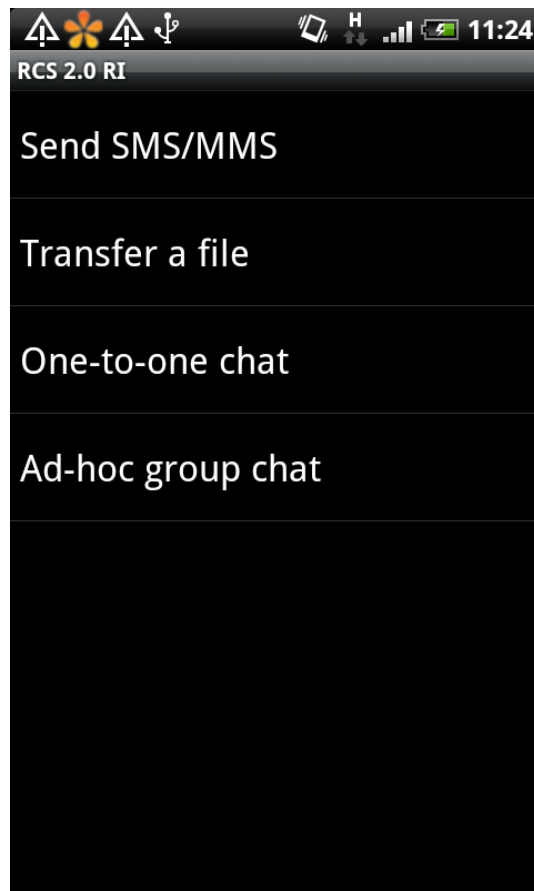 H 11:24
RCS 2.0 RI
Send SMS/MMS
Transfer a file
One-to-one chat
Ad-hoc group chat